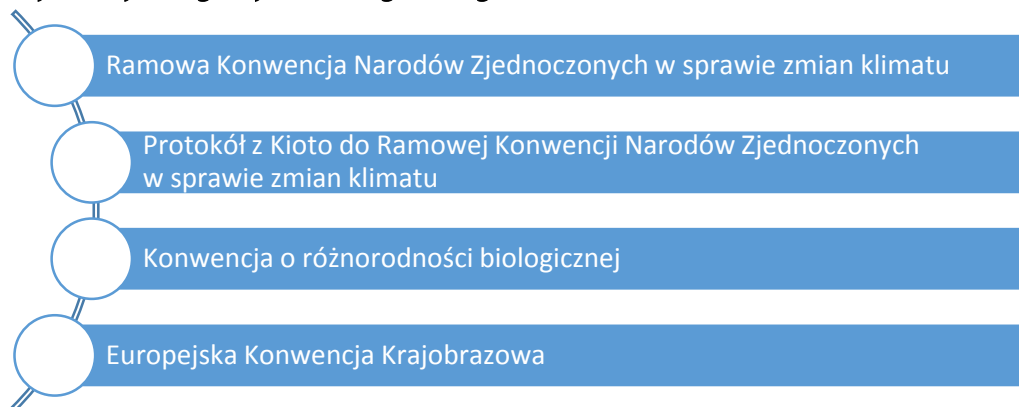 Ramowa Konwencja Narodów Zjednoczonych w sprawie zmian klimatu
Protokół z Kioto do Ramowej Konwencji Narodów Zjednoczonych
w sprawie zmian klimatu
Konwencja o różnorodności biologicznej
Europejska Konwencja Krajobrazowa